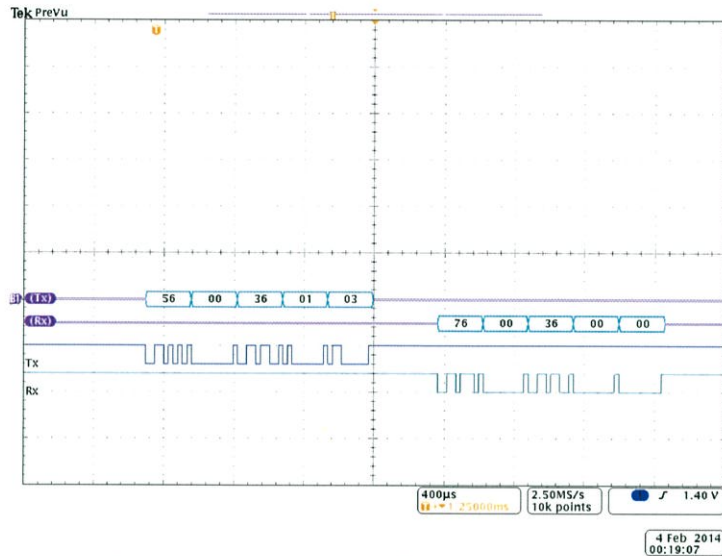 Tek PreVu
T
T
B1 (Tx) 56 00 36 01 03
(Rx) 76 00 36 00 00
Tx
Rx
400µs 2.50MS/s 1.40 V
10k points
4 Feb 2014
00:19:07